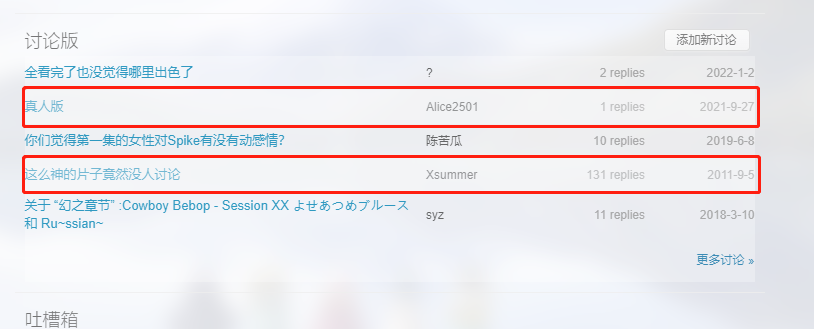 讨论版 添加新讨论
全看完了也没觉得哪里出色了 ? 2 replies 2022-1-2
真人版 Alice2501 1 replies 2021-9-27
你们觉得第一集的女性对Spike有没有动感情? 陈苦瓜 10 replies 2019-6-8
这么神的片子竟然没人讨论 Xsummer 131 replies 2011-9-5
关于 “幻之章节” :Cowboy Bebop - Session XX よせあつめブルース
和 Ru~ssian~ syz 11 replies 2018-3-10
更多讨论 »
吐槽箱